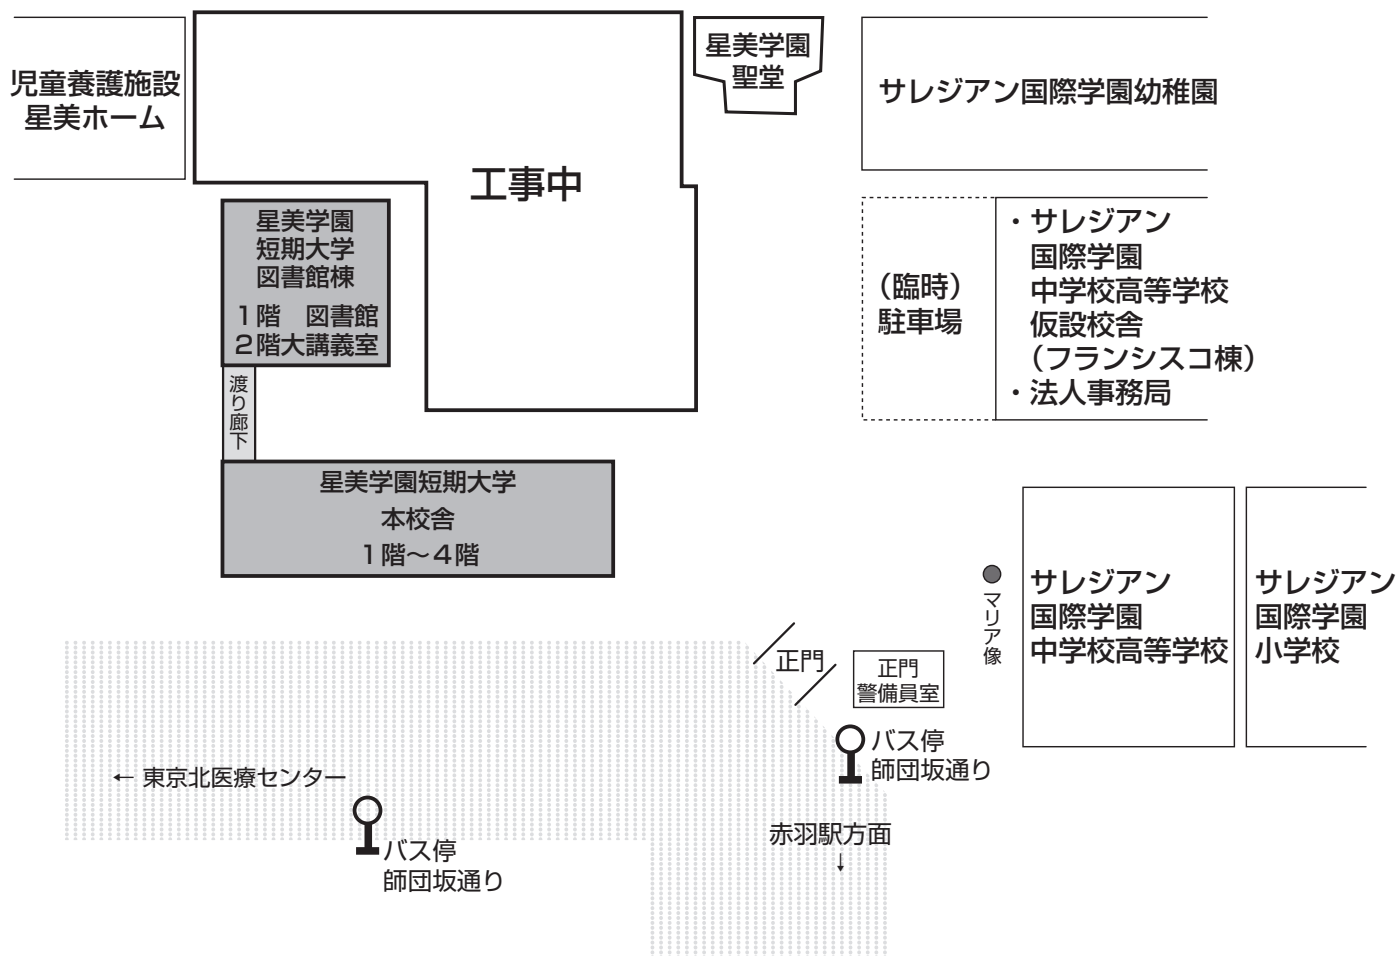 児童養護施設
星美ホーム
工事中
星美学園
聖堂
サレジアン国際学園幼稚園
星美学園
短期大学
図書館棟
1階　図書館
2階大講義室
渡り廊下
（臨時）
駐車場
・サレジアン
国際学園
中学校高等学校
仮設校舎
（フランシスコ棟）
・法人事務局
星美学園短期大学
本校舎
1階～4階
マリア像
サレジアン
国際学園
中学校高等学校
サレジアン
国際学園
小学校
正門
正門
警備員室
バス停
師団坂通り
← 東京北医療センター
バス停
師団坂通り
赤羽駅方面
↓